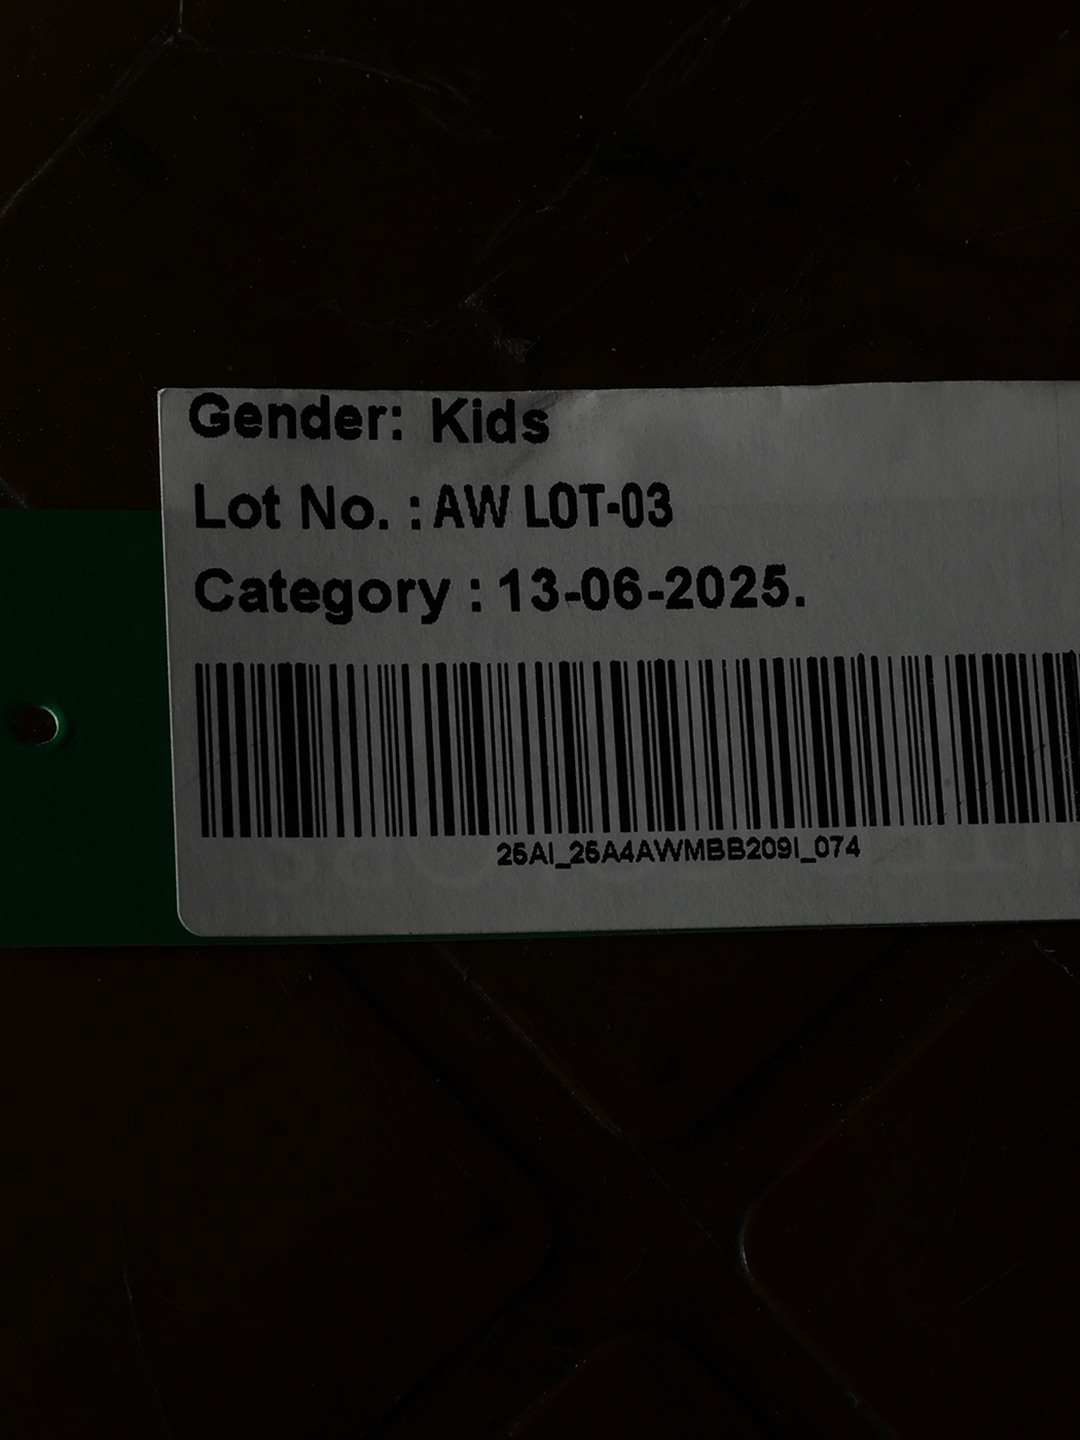 Gender: Kids
Lot No. : AW LOT-03
Category : 13-06-2025.
25AI_25A4AWMBB209I_074